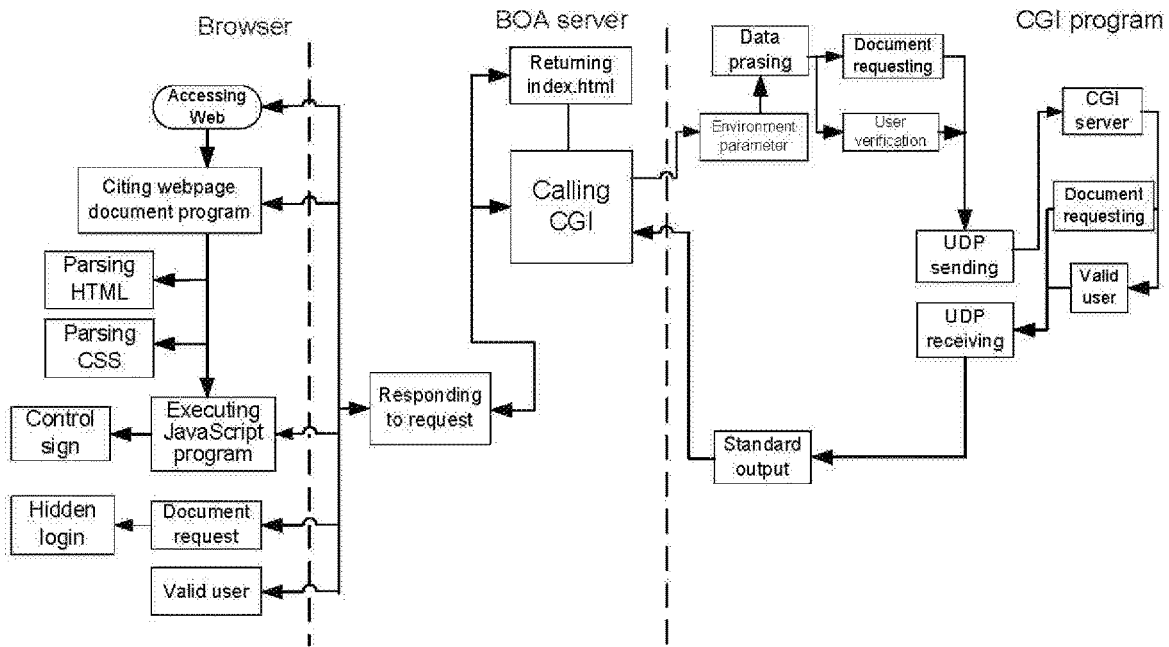 Browser
BOA server
CGI program
Accessing
Web
Citing webpage
document program
Parsing
HTML
Parsing
CSS
Executing
JavaScript
program
Control
sign
Hidden
login
Document
request
Valid user
Returning
index.html
Calling
CGI
Responding
to request
Data
prasing
Environment
parameter
Document
requesting
User
verification
UDP
sending
CGI
server
Document
requesting
Valid
user
UDP
receiving
Standard
output